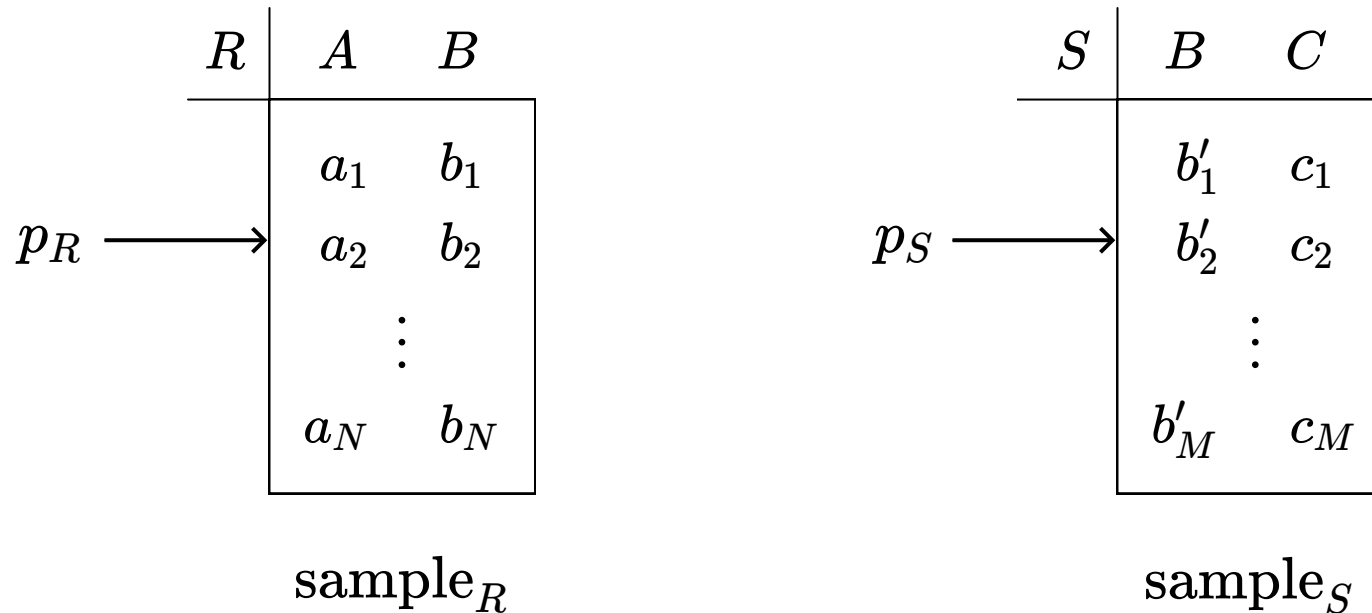 R A B S B C
a₁ b₁ b′₁ c₁
p_R a₂ b₂ p_S b′₂ c₂
⋮ ⋮
a_N b_N b′_M c_M
sample_R sample_S